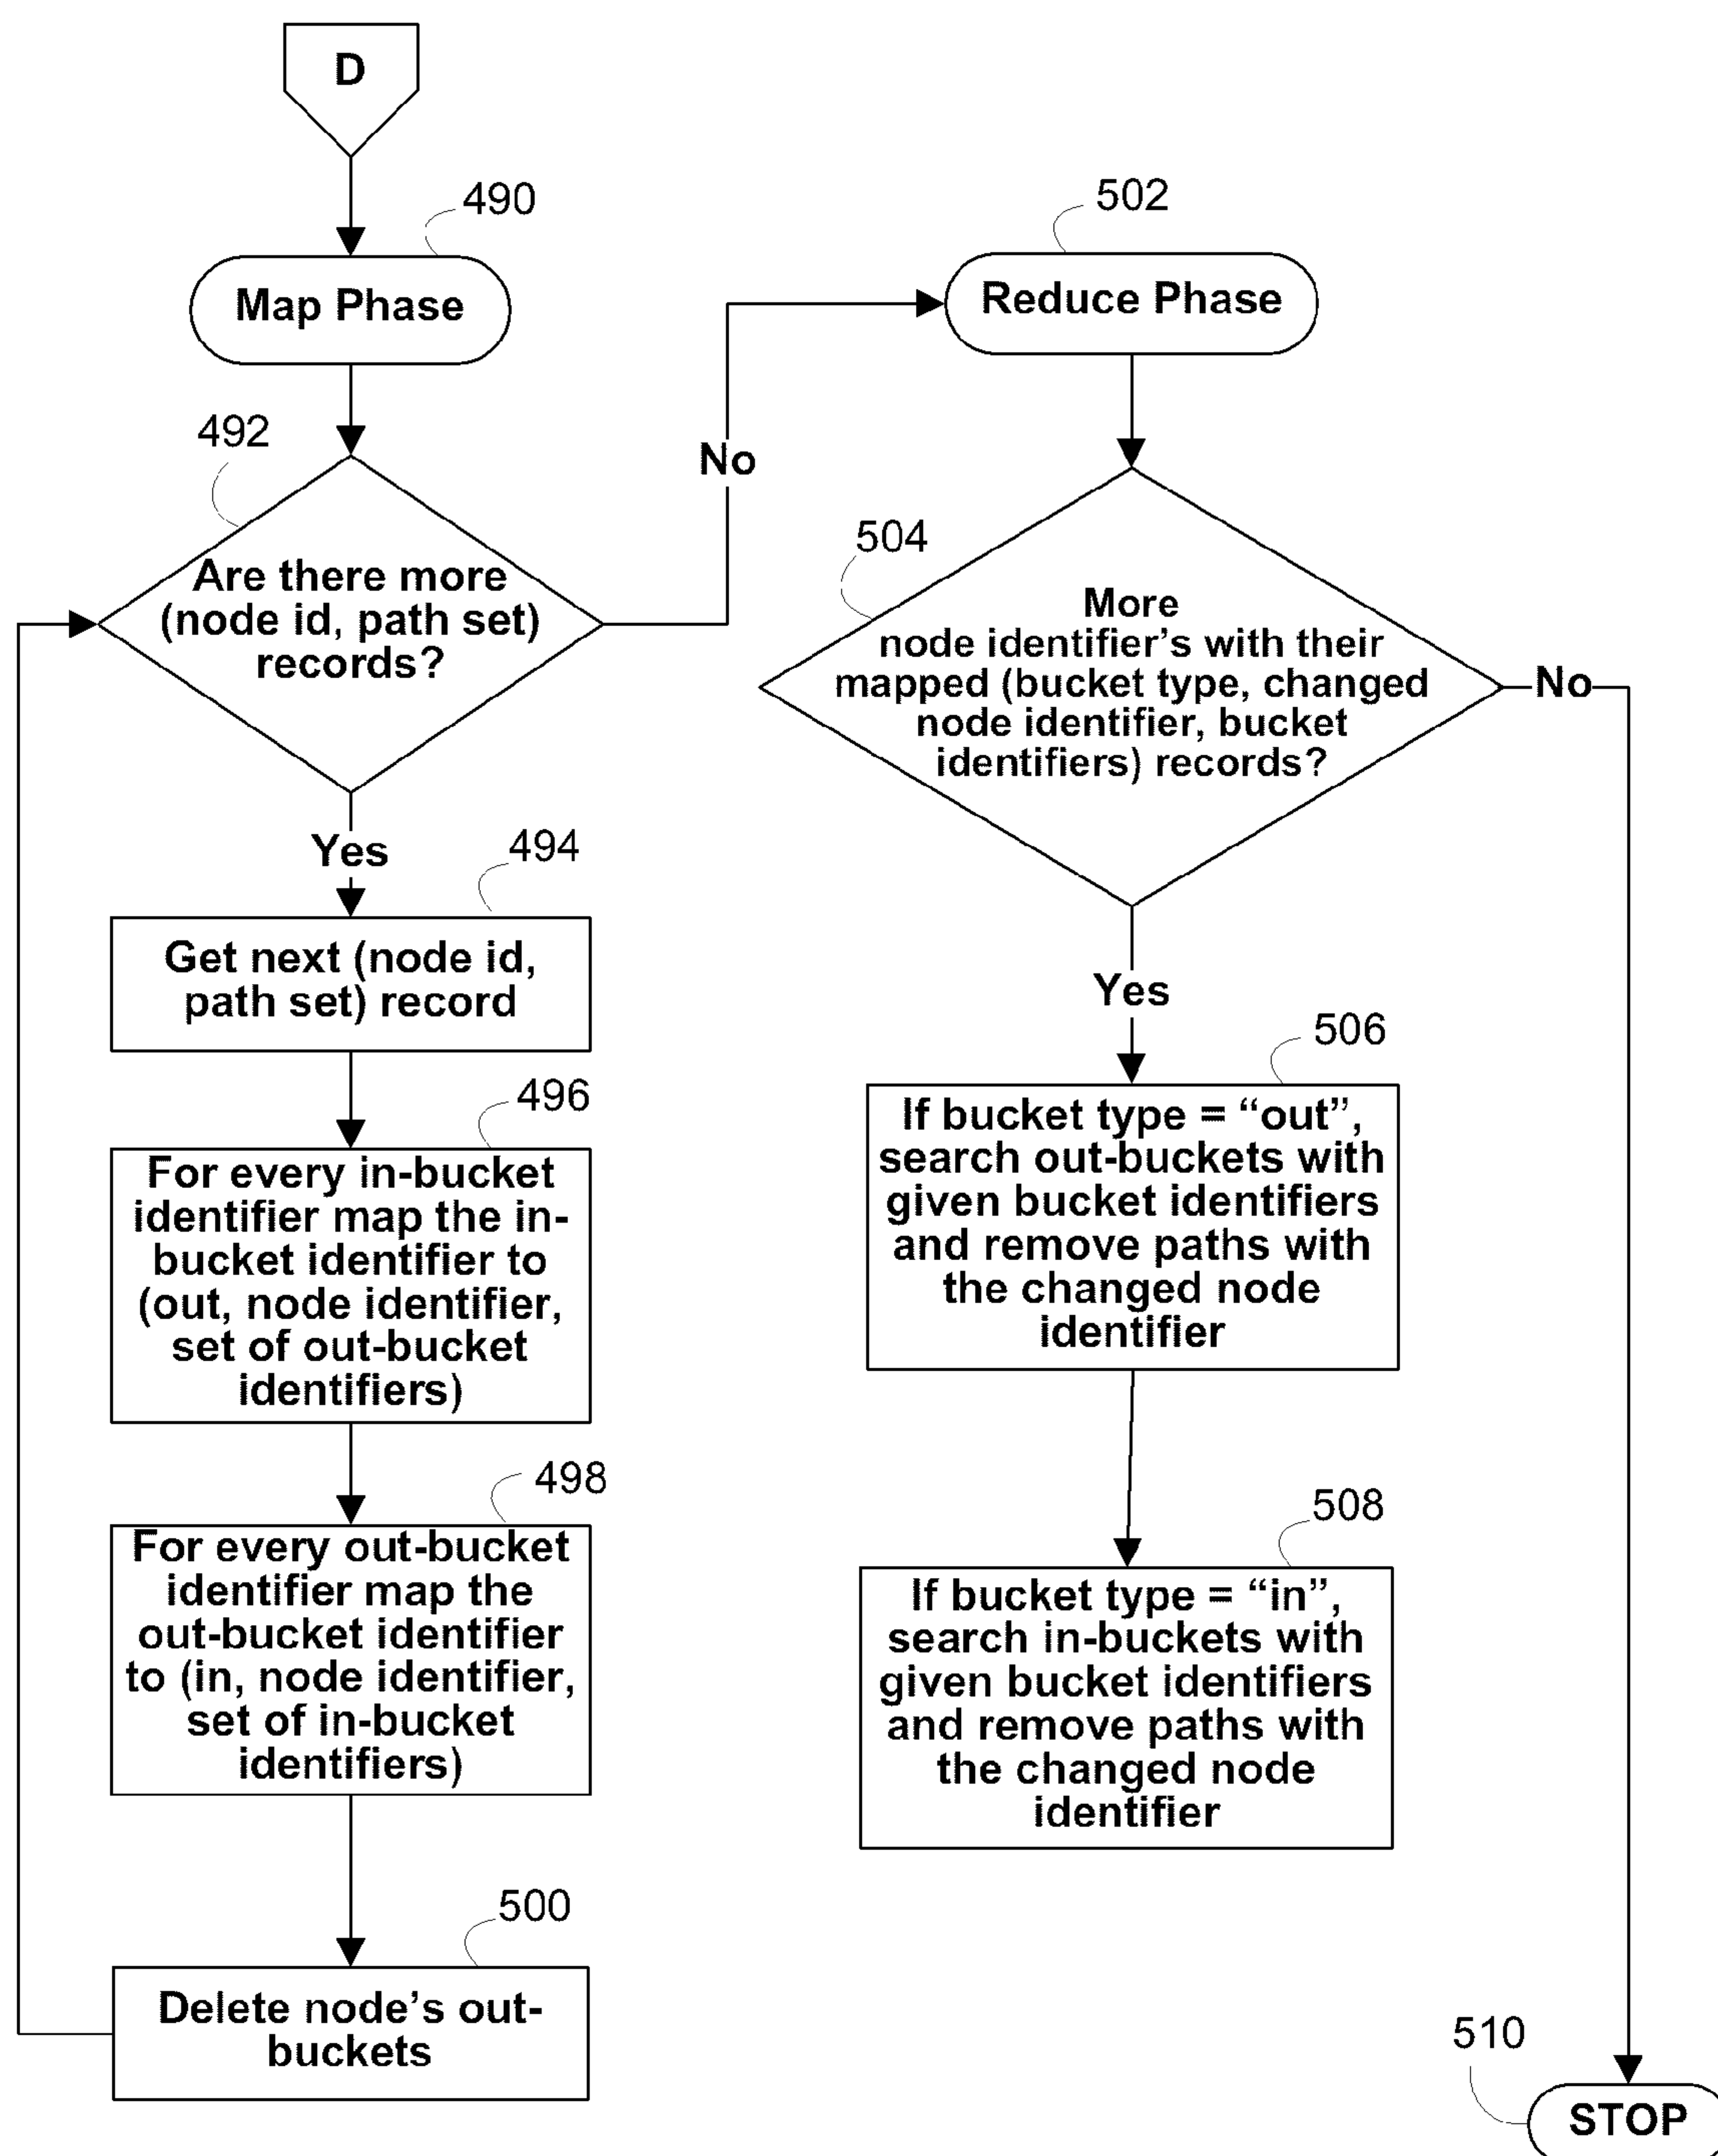 D
490
Map Phase
492
Are there more
(node id, path set)
records?
No
Yes
494
Get next (node id,
path set) record
496
For every in-bucket
identifier map the in-
bucket identifier to
(out, node identifier,
set of out-bucket
identifiers)
498
For every out-bucket
identifier map the
out-bucket identifier
to (in, node identifier,
set of in-bucket
identifiers)
500
Delete node’s out-
buckets
502
Reduce Phase
504
More
node identifier’s with their
mapped (bucket type, changed
node identifier, bucket
identifiers) records?
No
Yes
506
If bucket type = “out”,
search out-buckets with
given bucket identifiers
and remove paths with
the changed node
identifier
508
If bucket type = “in”,
search in-buckets with
given bucket identifiers
and remove paths with
the changed node
identifier
510
STOP